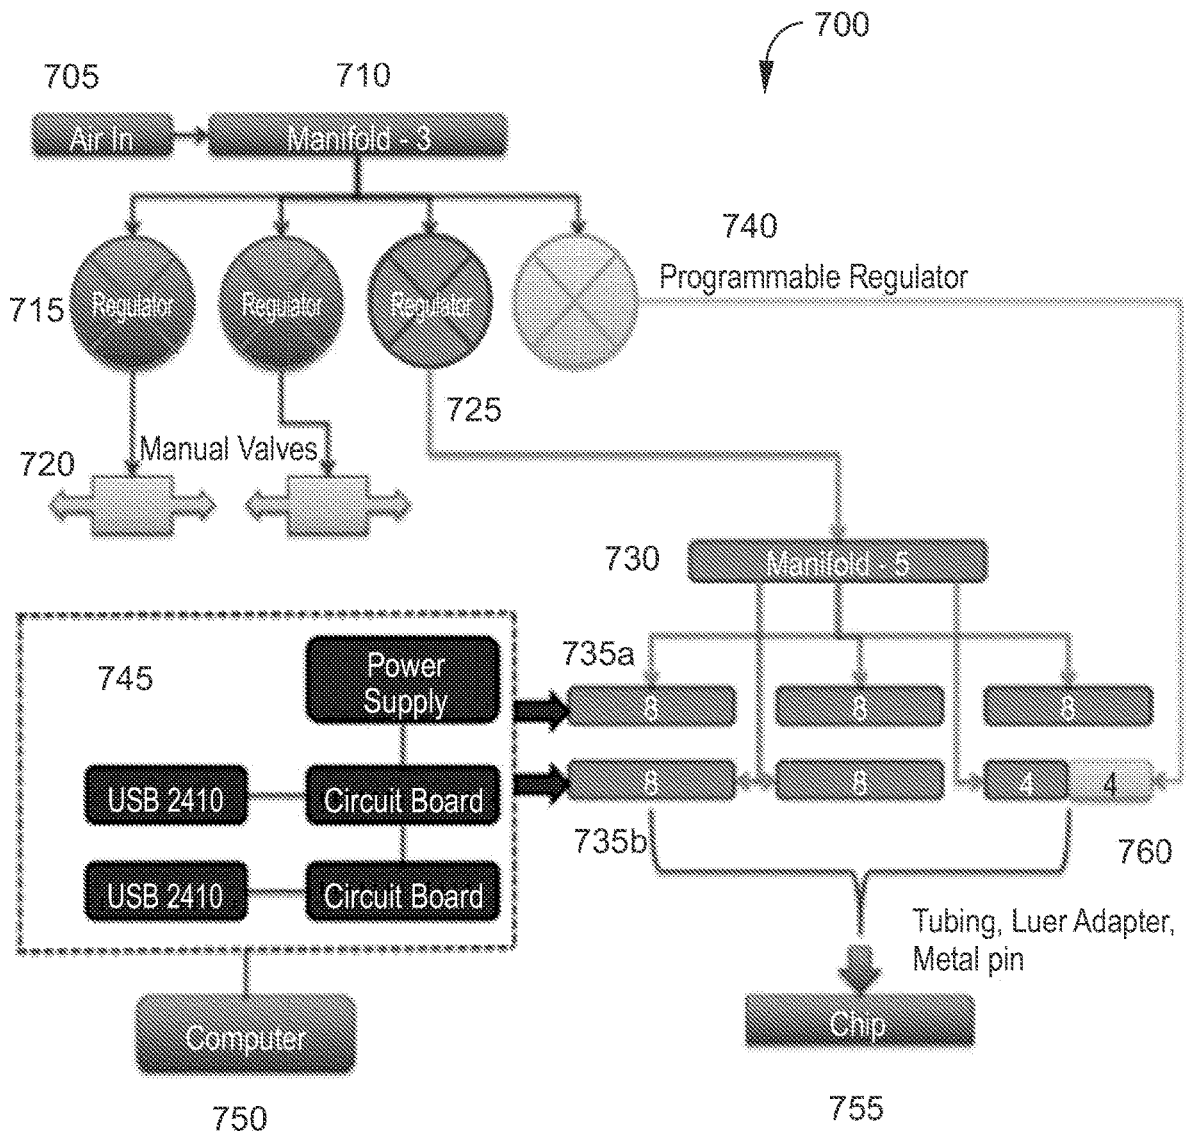 700
705
710
Air In
Manifold - 3
740
Programmable Regulator
715
Regulator
Regulator
Regulator
725
720
Manual Valves
730
Manifold - 5
735a
745
Power
Supply
8
8
8
USB 2410
Circuit Board
8
8
4
4
735b
760
USB 2410
Circuit Board
Tubing, Luer Adapter,
Metal pin
Computer
Chip
750
755